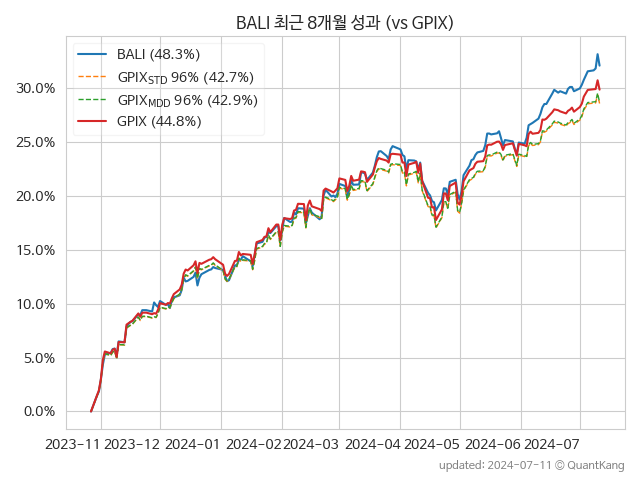 BALI 최근 8개월 성과 (vs GPIX)
BALI (48.3%)
GPIX_STD 96% (42.7%)
GPIX_MDD 96% (42.9%)
GPIX (44.8%)
30.0%
25.0%
20.0%
15.0%
10.0%
5.0%
0.0%
2023-11 2023-12 2024-01 2024-02 2024-03 2024-04 2024-05 2024-06 2024-07
updated: 2024-07-11 © QuantKang